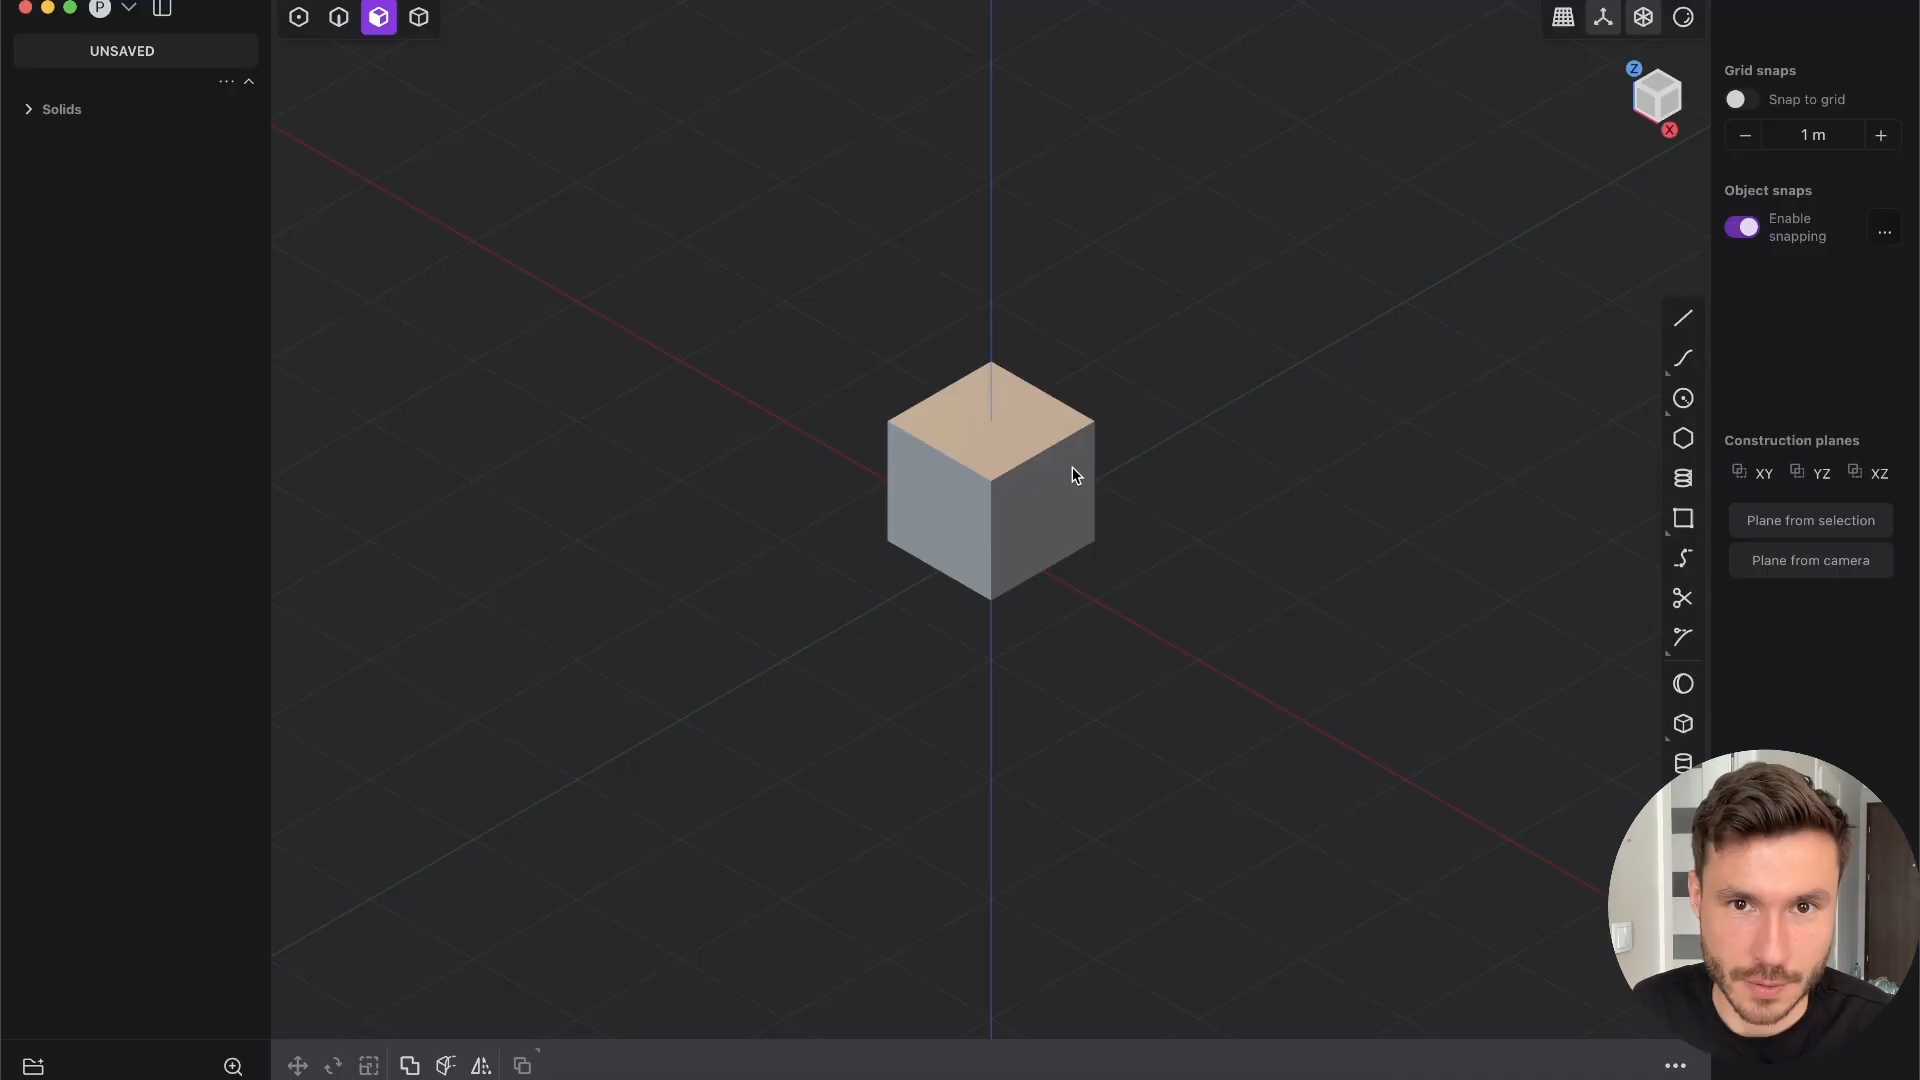 P
UNSAVED
Solids
Z
X
Grid snaps
Snap to grid
1 m
Object snaps
Enable
snapping
Construction planes
XY
YZ
XZ
Plane from selection
Plane from camera